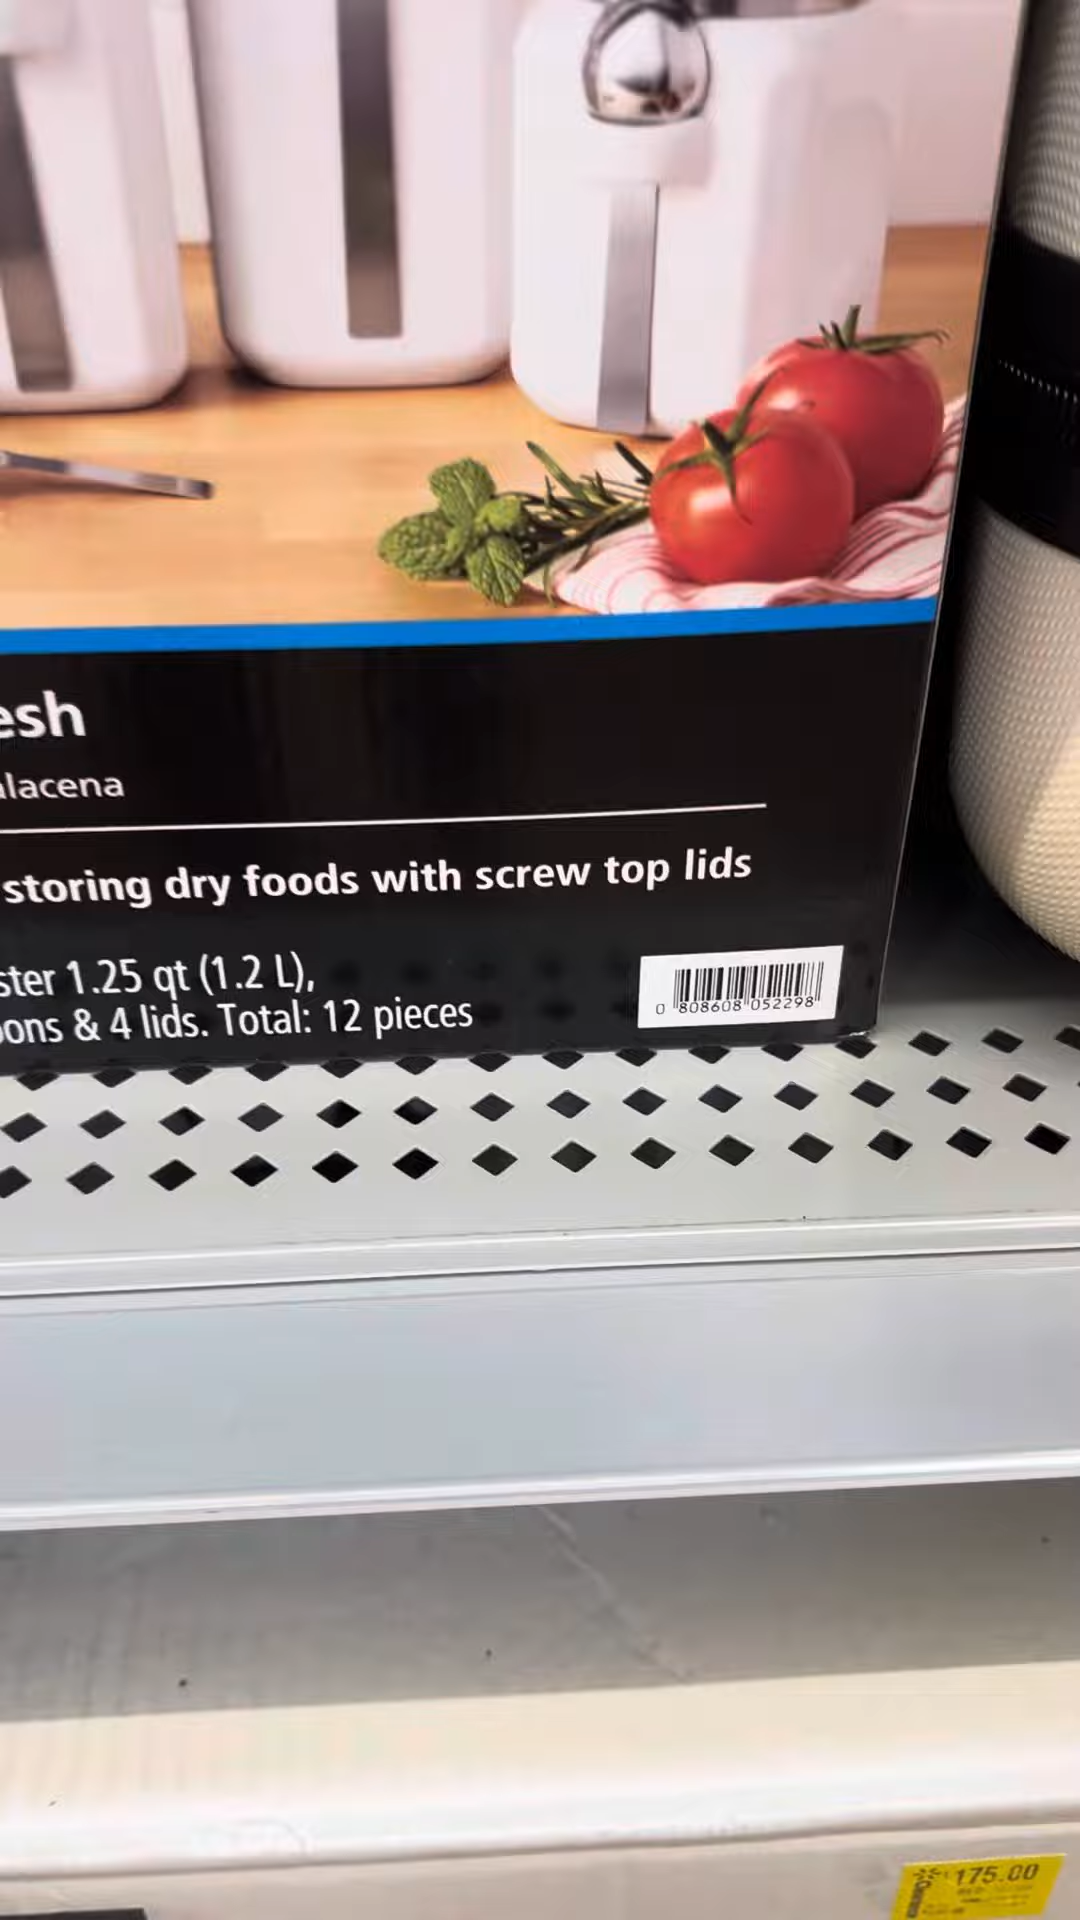 esh
alacena
storing dry foods with screw top lids
ster 1.25 qt (1.2 L),
ons & 4 lids. Total: 12 pieces
0 808608 052298
175.00